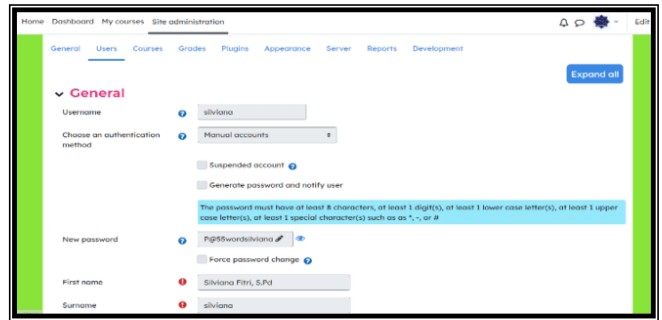 Home Dashboard My courses Site administration Edit
General Users Courses Grades Plugins Appearance Server Reports Development
Expand all
General
Username silviana
Choose an authentication method Manual accounts
Suspended account
Generate password and notify user
The password must have at least 8 characters, at least 1 digit(s), at least 1 lower case letter(s), at least 1 upper
case letter(s), at least 1 special character(s) such as as *, -, or #
New password P@55wordsilviana
Force password change
First name Silviana Fitri, S.Pd
Surname silviana